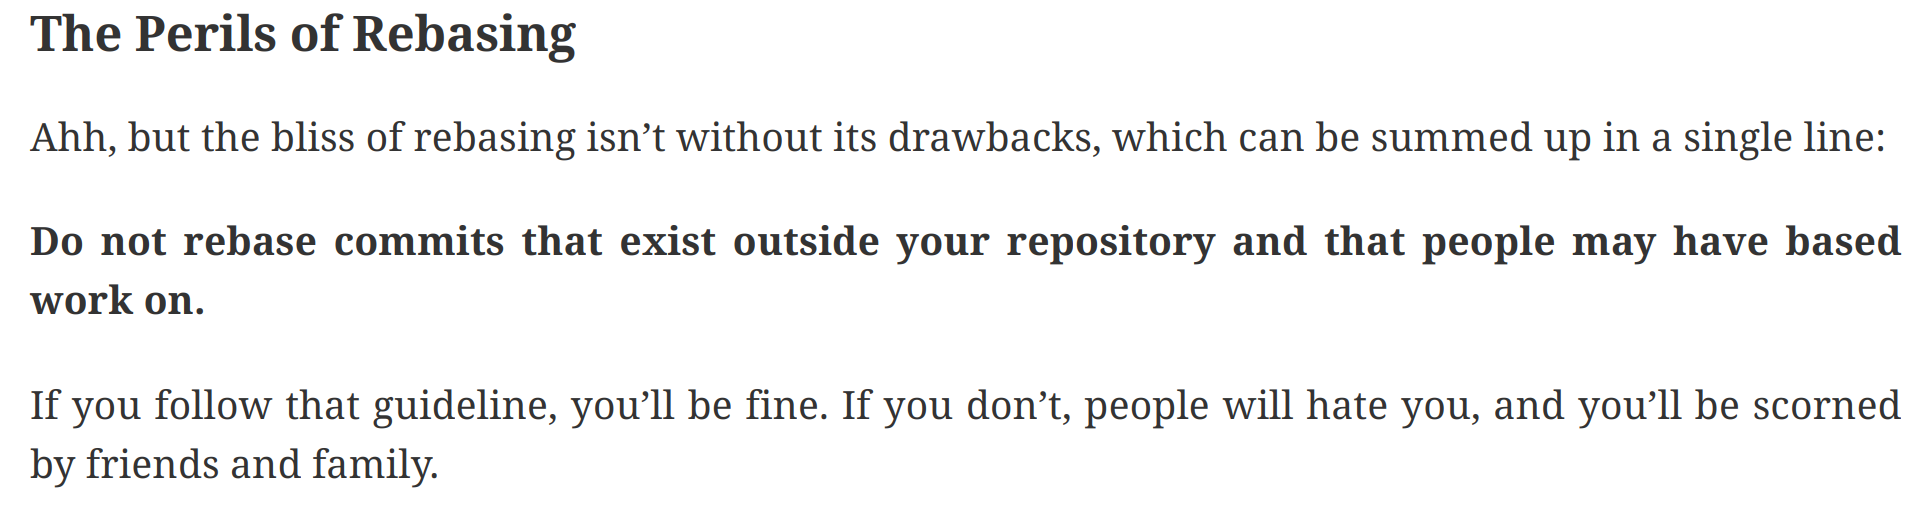 The Perils of Rebasing
Ahh, but the bliss of rebasing isn’t without its drawbacks, which can be summed up in a single line:
Do not rebase commits that exist outside your repository and that people may have based
work on.
If you follow that guideline, you’ll be fine. If you don’t, people will hate you, and you’ll be scorned
by friends and family.